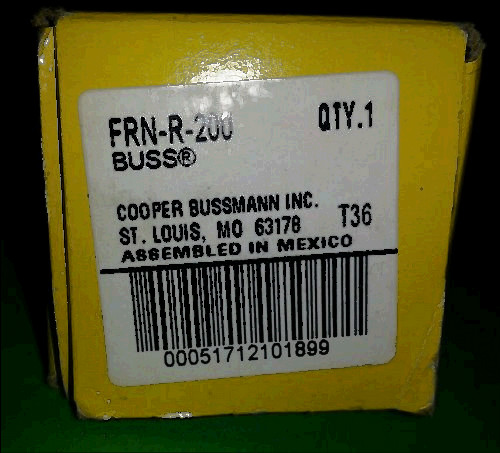 FRN-R-200 QTY.1
BUSS®
COOPER BUSSMANN INC.
ST. LOUIS, MO 63178 T36
ASSEMBLED IN MEXICO
00051712101899